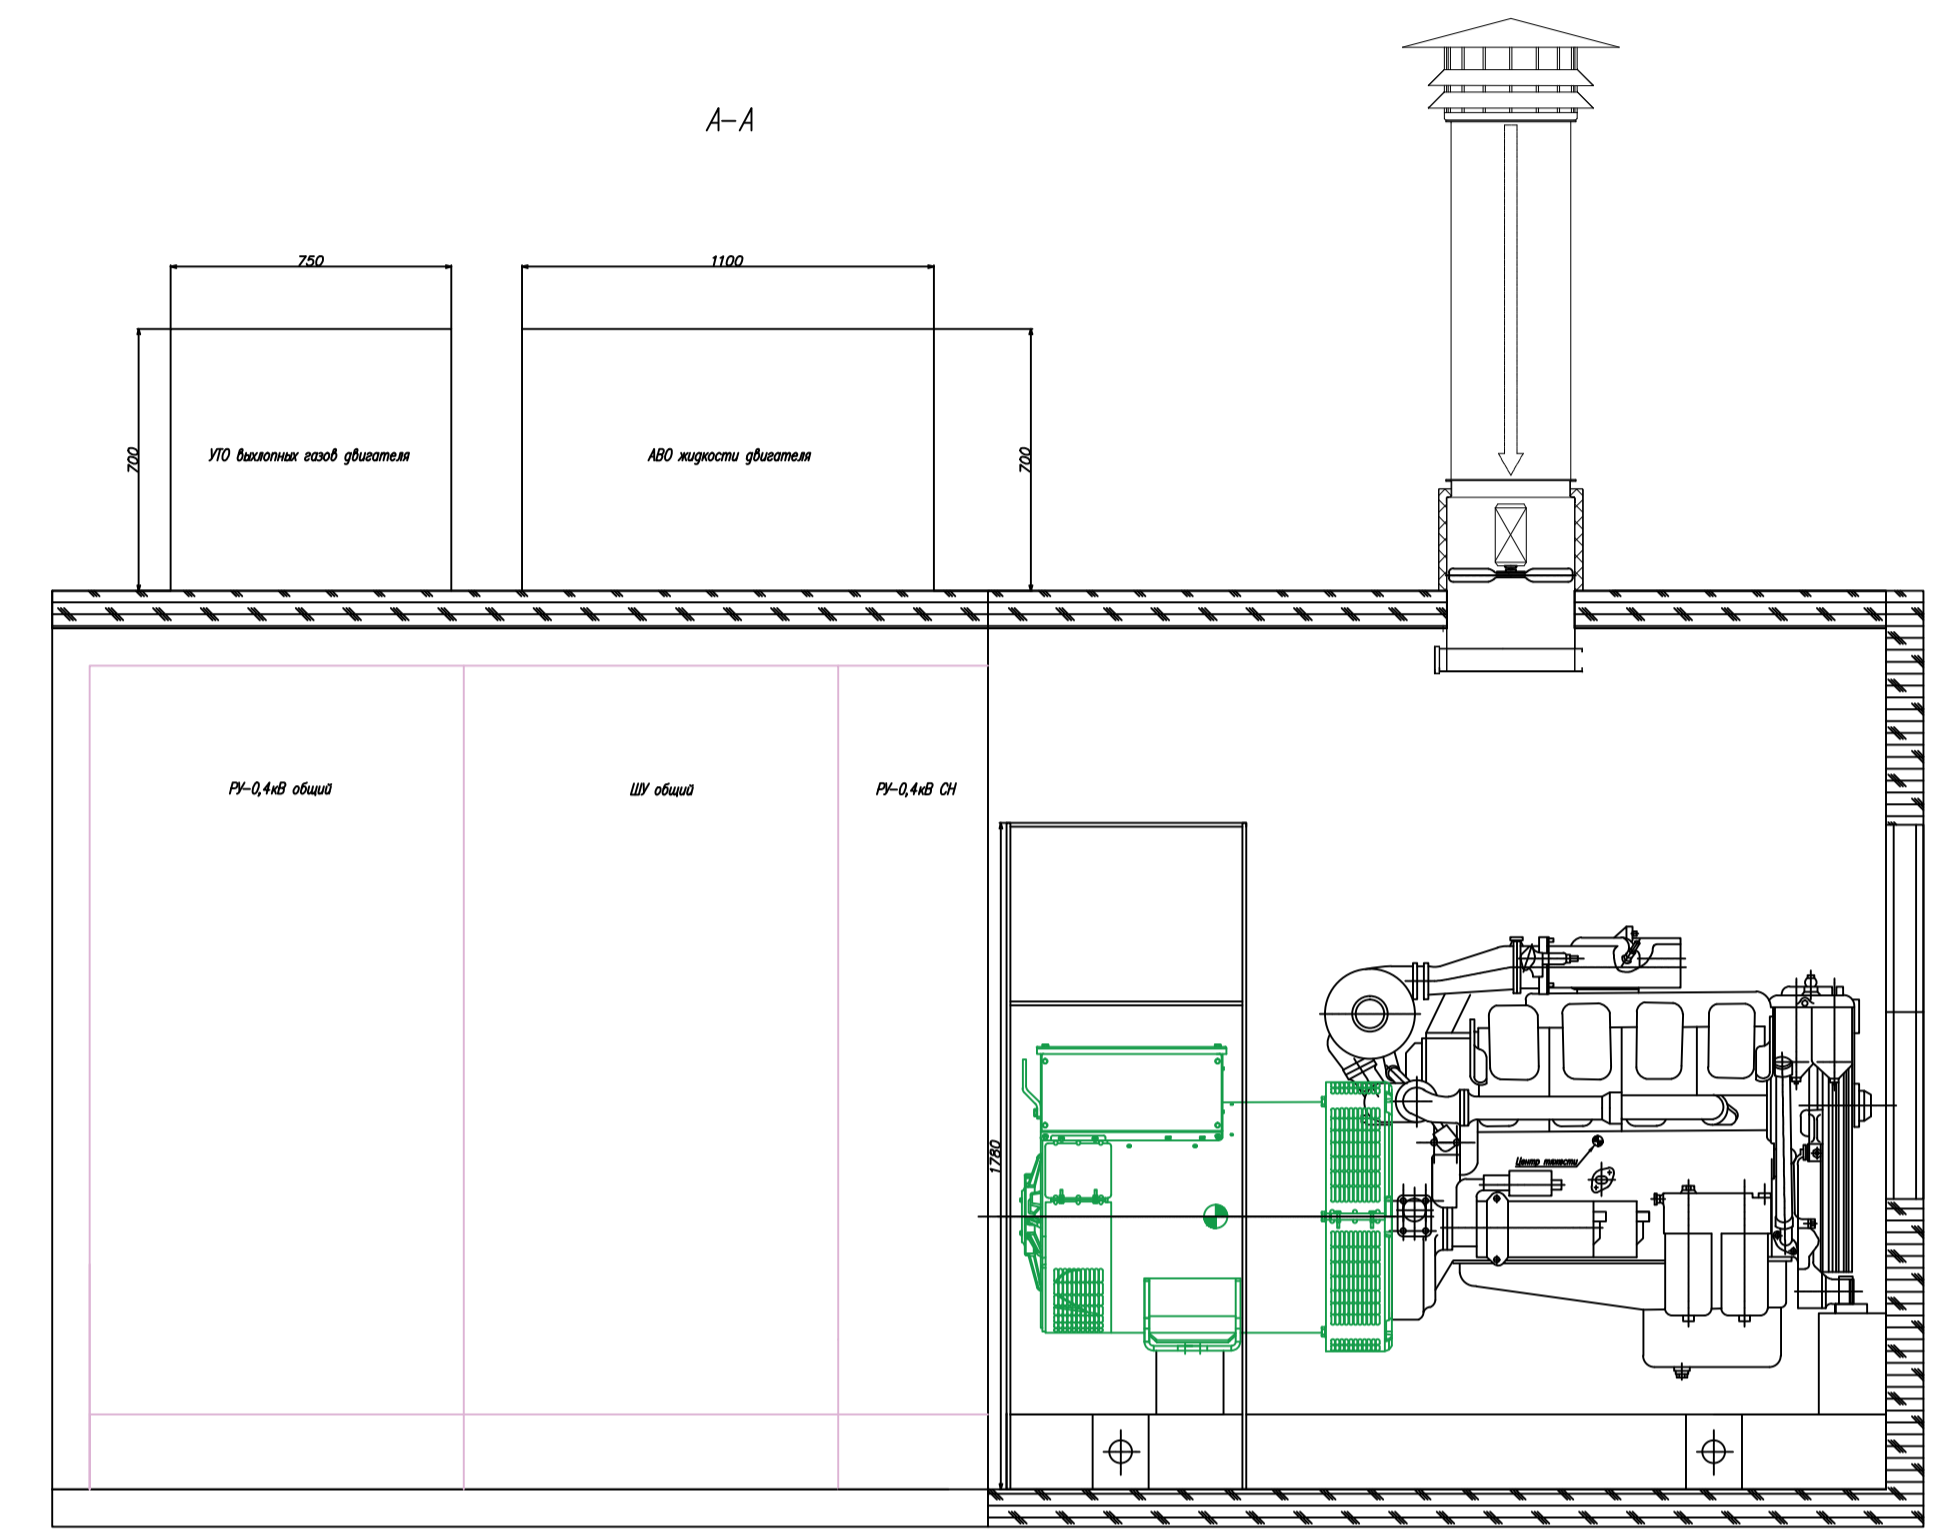 А-А
750
1100
700
УТО выхлопных газов двигателя
АВО жидкости двигателя
700
РУ-0,4кВ общий
ШУ общий
РУ-0,4кВ СН
1780
Центр тяжести